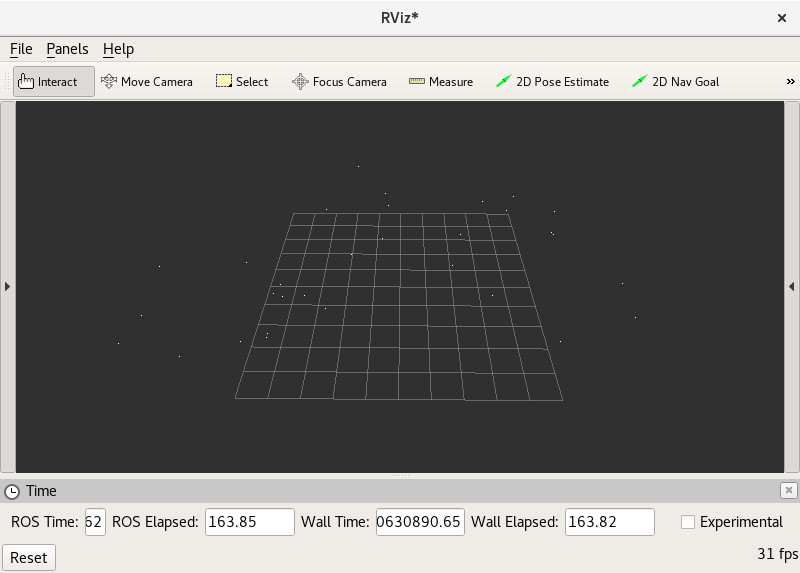 RViz*
File Panels Help
Interact Move Camera Select Focus Camera Measure 2D Pose Estimate 2D Nav Goal »
Time
ROS Time: 62 ROS Elapsed: 163.85 Wall Time: 0630890.65 Wall Elapsed: 163.82 Experimental
Reset 31 fps